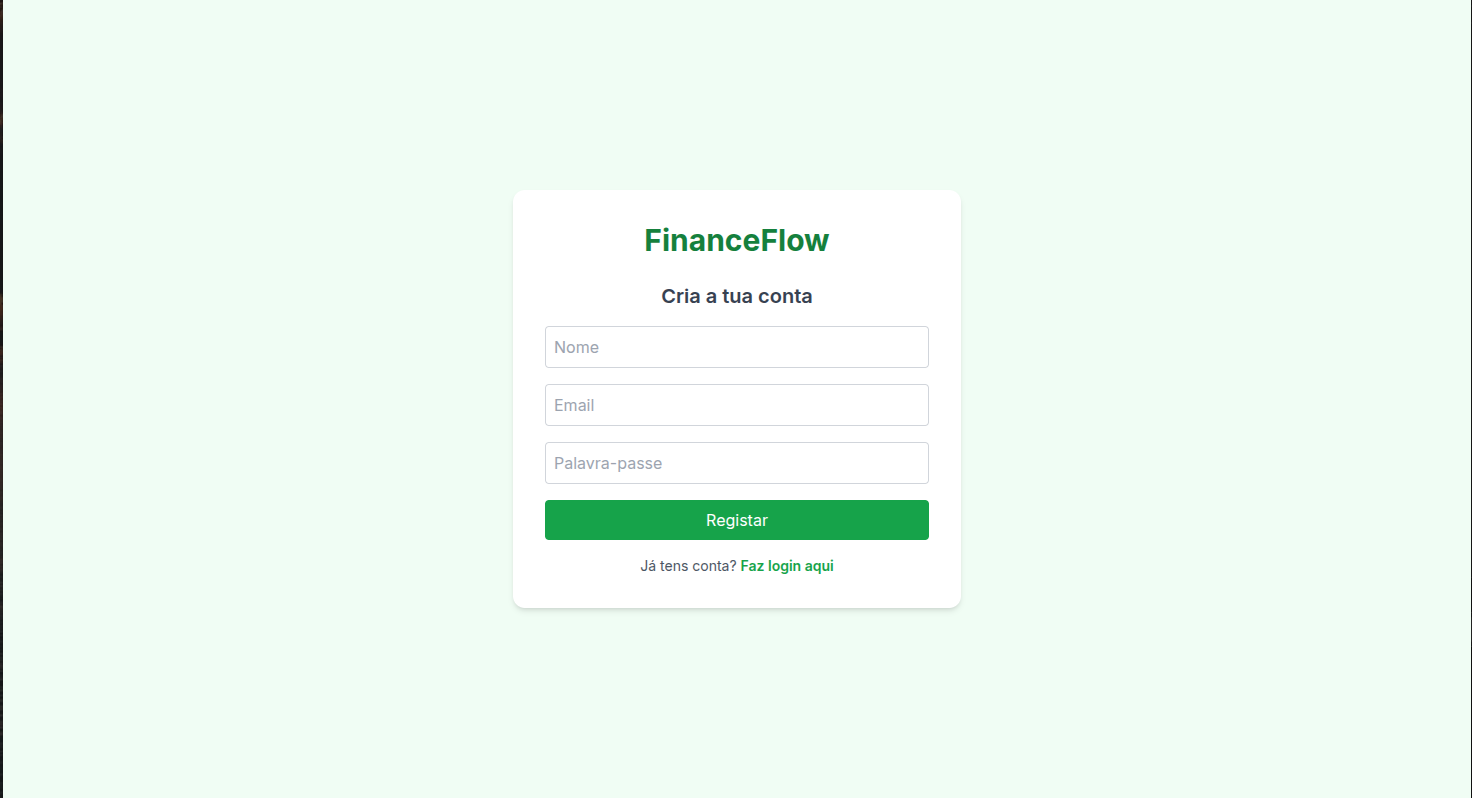 FinanceFlow
Cria a tua conta
Nome
Email
Palavra-passe
Registar
Já tens conta? Faz login aqui